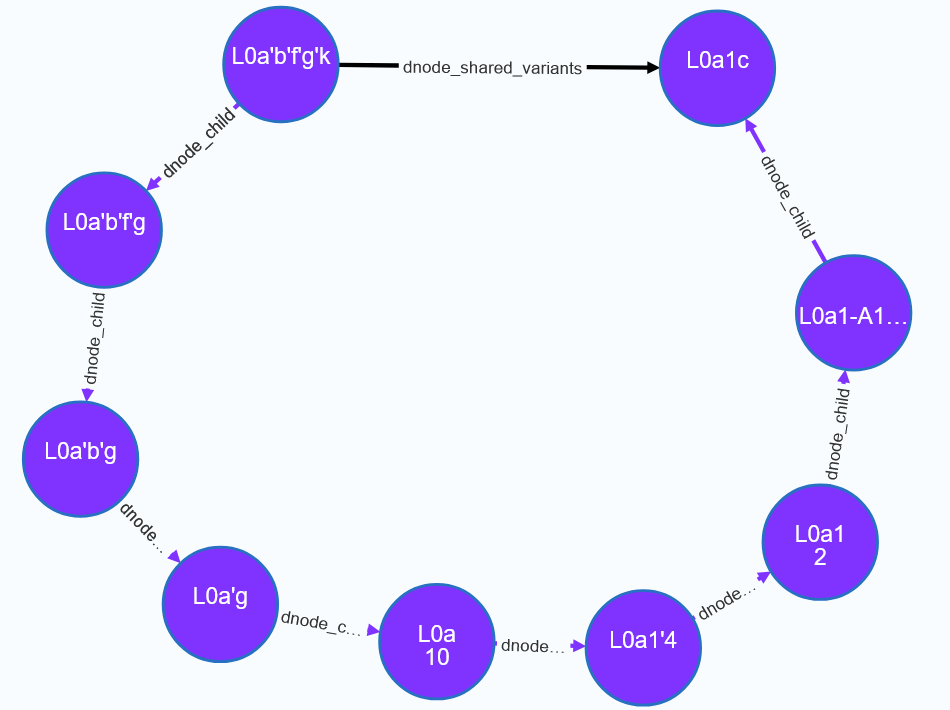 L0a'b'f'g'k
dnode_shared_variants
L0a1c
dnode_child
dnode_child
L0a'b'f'g
L0a1-A1…
dnode_child
dnode_child
L0a'b'g
dnode…
L0a1
2
L0a'g
dnode_c…
L0a
10
dnode…
L0a1'4
dnode…